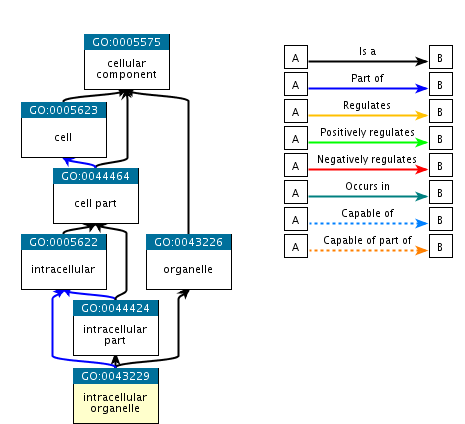 GO:0005575
cellular
component
GO:0005623
cell
GO:0044464
cell part
GO:0005622
intracellular
GO:0043226
organelle
GO:0044424
intracellular
part
GO:0043229
intracellular
organelle
A Is a B
A Part of B
A Regulates B
A Positively regulates B
A Negatively regulates B
A Occurs in B
A Capable of B
A Capable of part of B